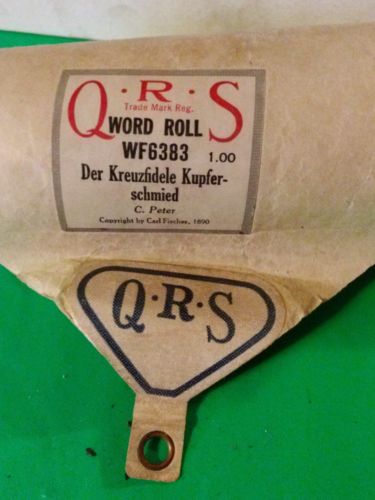 Q·R·S
Trade Mark Reg.
WORD ROLL
WF6383 1.00
Der Kreuzfidele Kupfer-
schmied
C. Peter
Copyright by Carl Fischer, 1890
Q·R·S